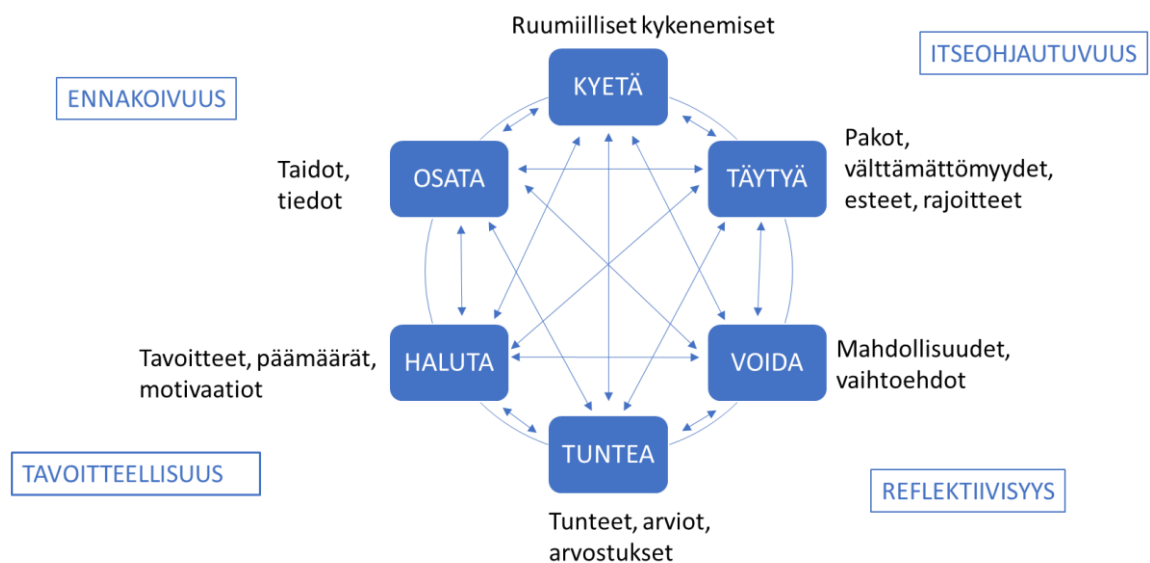 Ruumiilliset kykenemiset
ITSEOHJAUTUVUUS
KYETÄ
ENNAKOIVUUS
Taidot,
tiedot
OSATA
TÄYTYÄ
Pakot,
välttämättömyydet,
esteet, rajoitteet
Tavoitteet, päämäärät,
motivaatiot
HALUTA
VOIDA
Mahdollisuudet,
vaihtoehdot
TUNTEA
TAVOITTEELLISUUS
REFLEKTIIVISYYS
Tunteet, arviot,
arvostukset